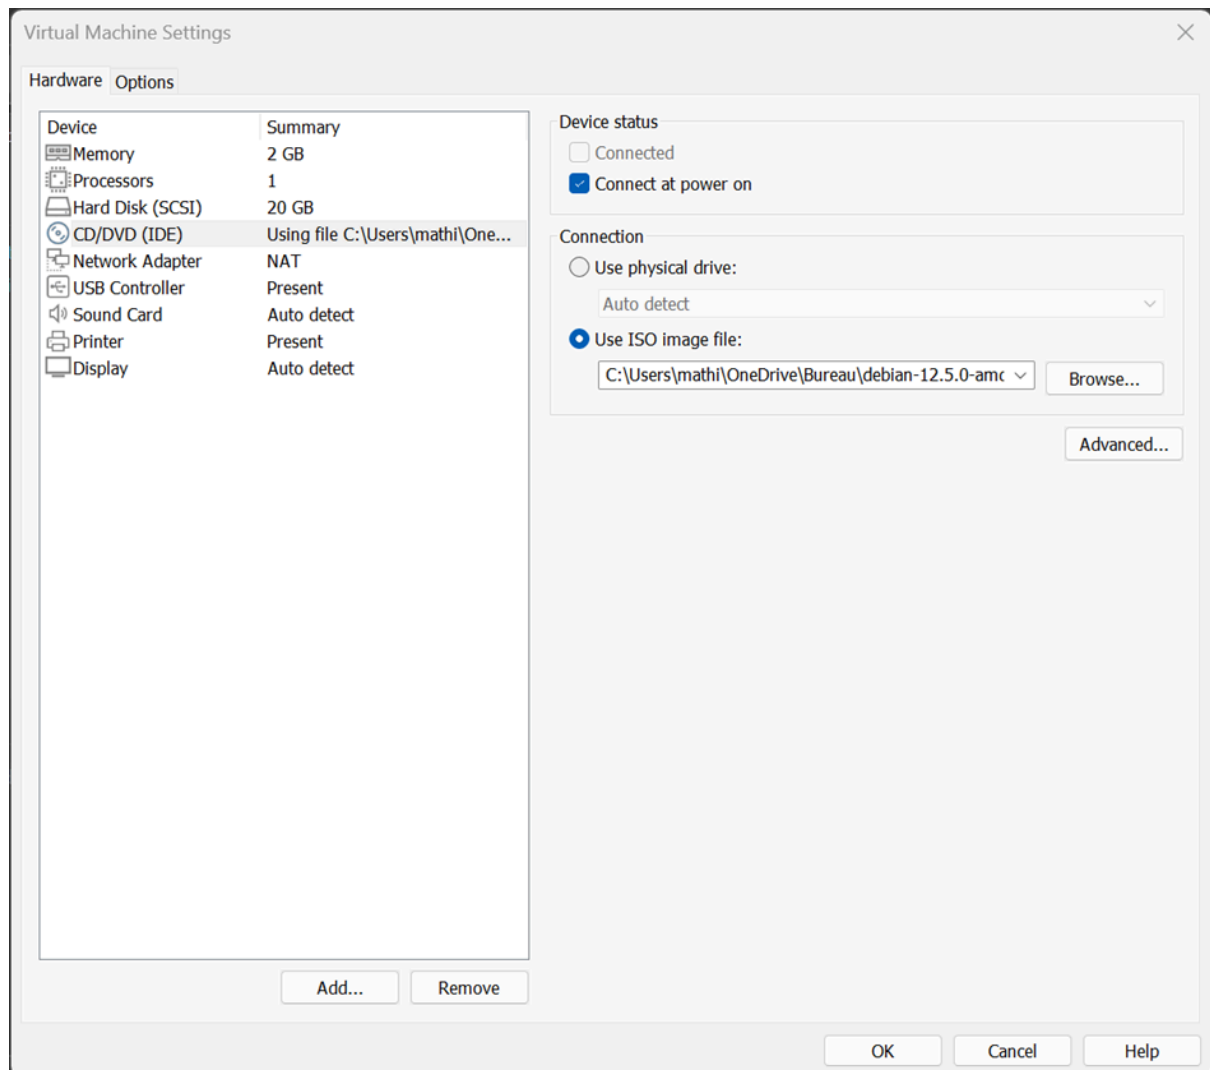 Virtual Machine Settings
Hardware Options
Device Summary
Memory 2 GB
Processors 1
Hard Disk (SCSI) 20 GB
CD/DVD (IDE) Using file C:\Users\mathi\One...
Network Adapter NAT
USB Controller Present
Sound Card Auto detect
Printer Present
Display Auto detect
Add... Remove
Device status
Connected
Connect at power on
Connection
Use physical drive:
Auto detect
Use ISO image file:
C:\Users\mathi\OneDrive\Bureau\debian-12.5.0-amc Browse...
Advanced...
OK Cancel Help